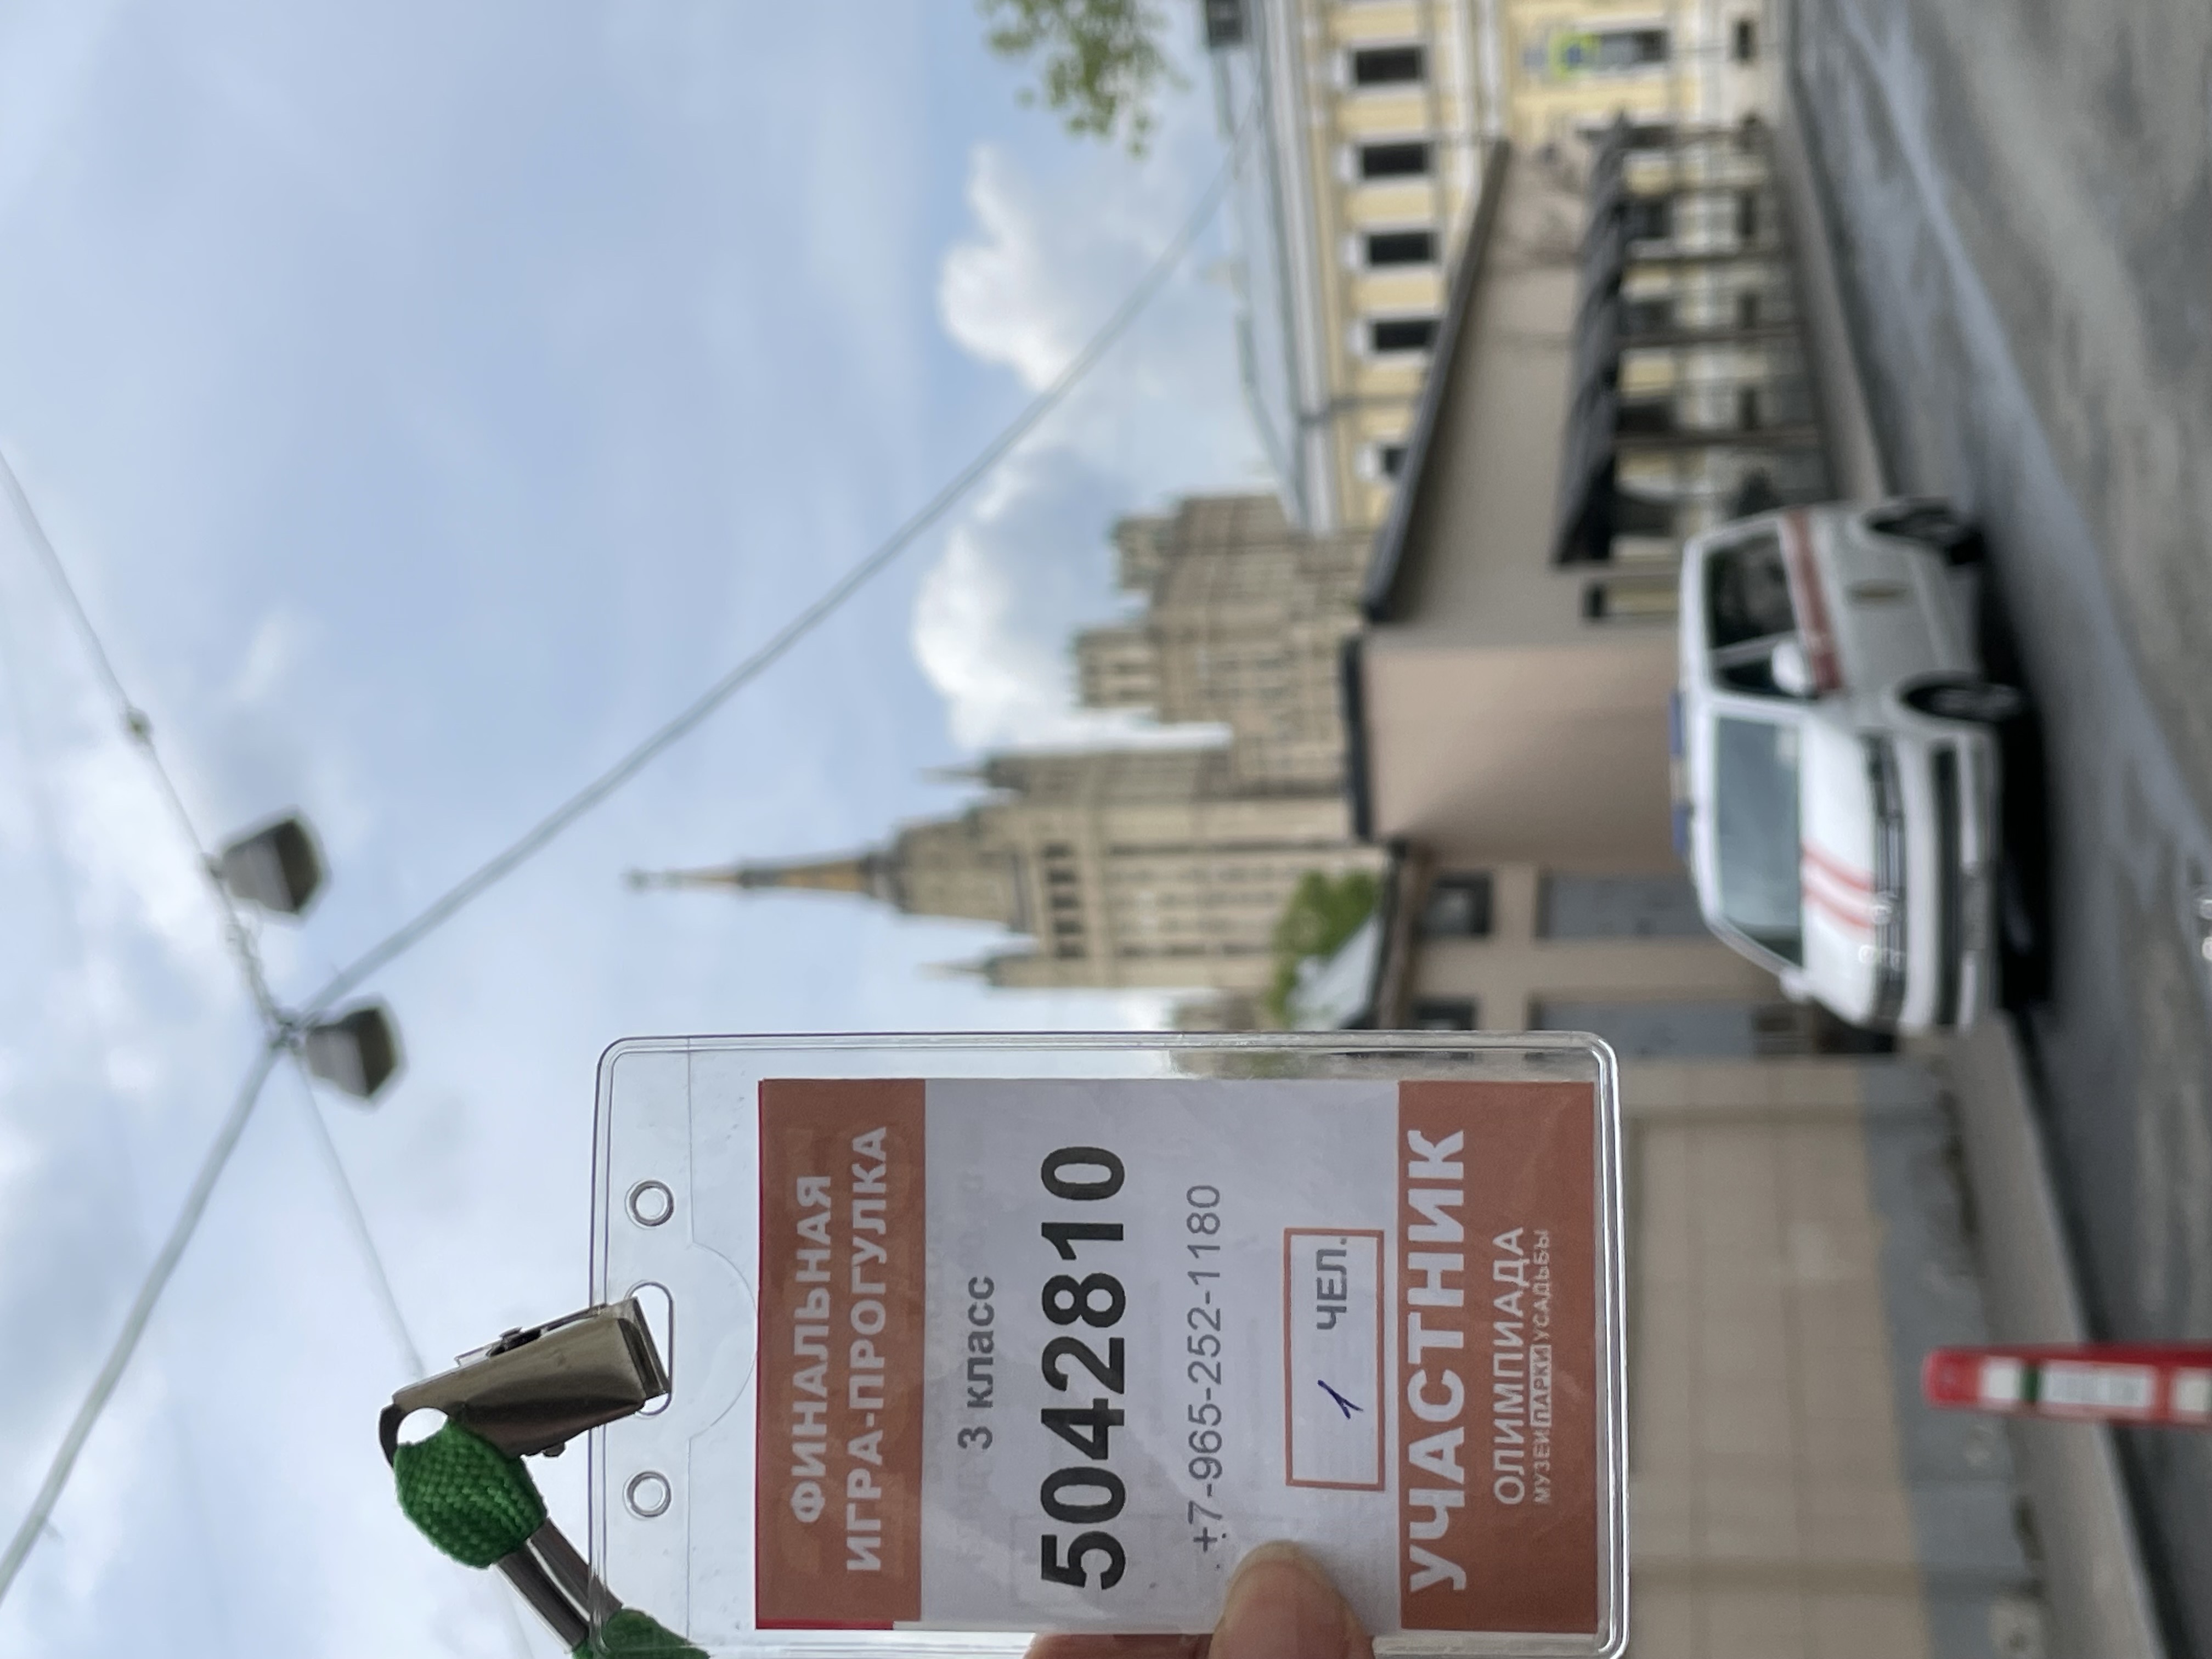 ФИНАЛЬНАЯ
ИГРА-ПРОГУЛКА
3 класс
5042810
+7-965-252-1180
1 ЧЕЛ.
УЧАСТНИК
ОЛИМПИАДА
МУЗЕИ ПАРКИ УСАДЬБЫ